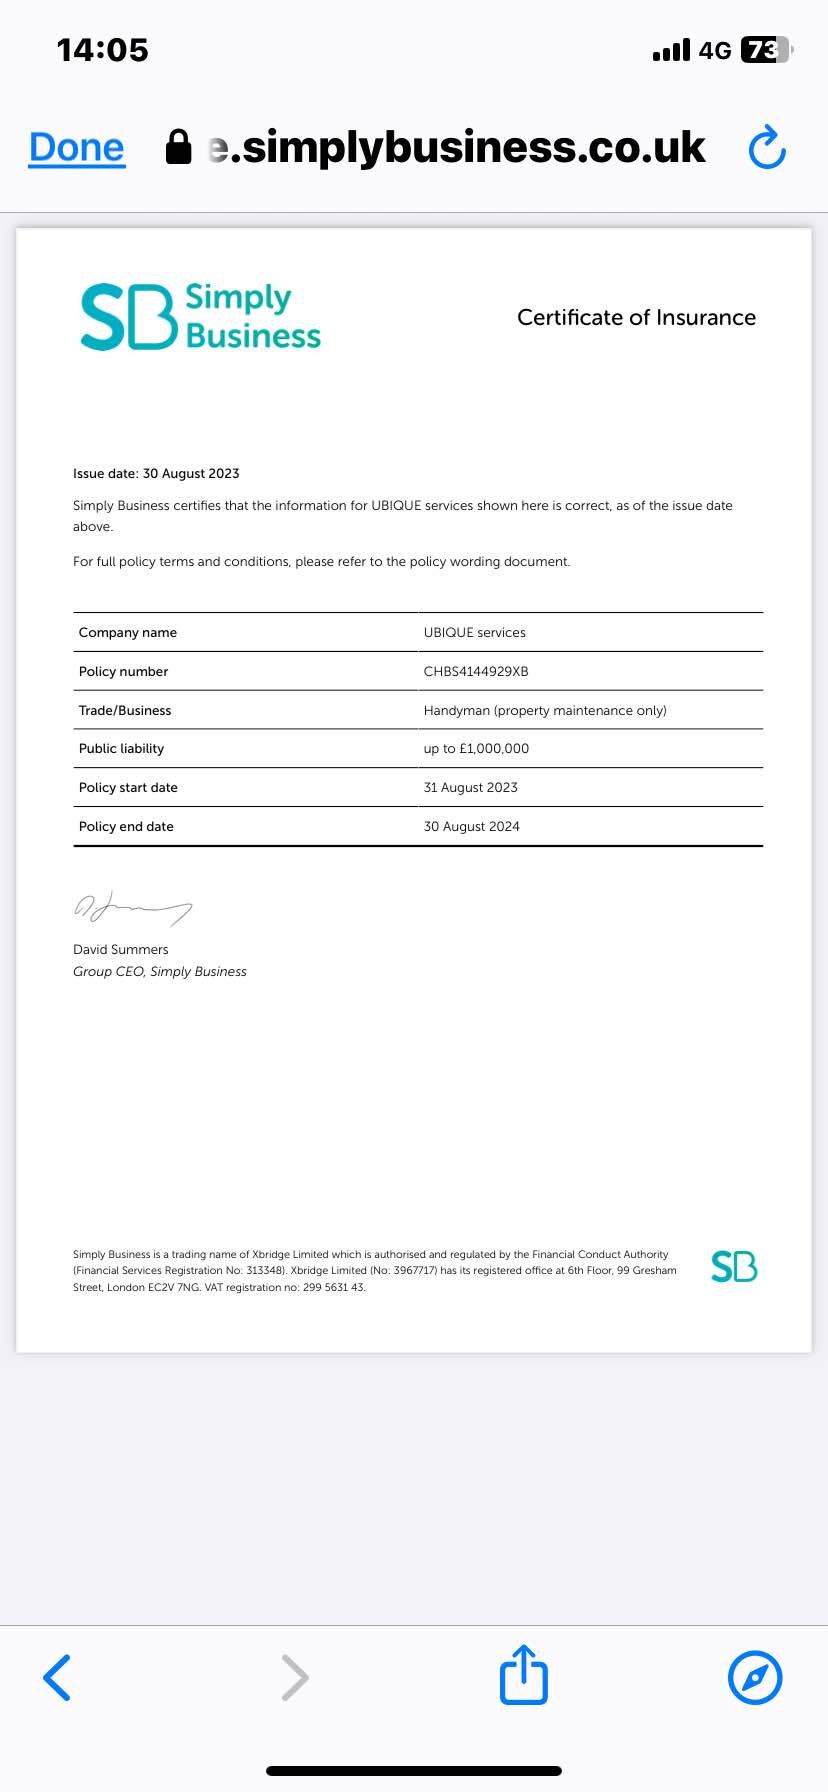 14:05
4G 73
Done e.simplybusiness.co.uk
SB Simply
Business
Certificate of Insurance
Issue date: 30 August 2023
Simply Business certifies that the information for UBIQUE services shown here is correct, as of the issue date
above.
For full policy terms and conditions, please refer to the policy wording document.
Company name UBIQUE services
Policy number CHBS4144929XB
Trade/Business Handyman (property maintenance only)
Public liability up to £1,000,000
Policy start date 31 August 2023
Policy end date 30 August 2024
David Summers
Group CEO, Simply Business
Simply Business is a trading name of Xbridge Limited which is authorised and regulated by the Financial Conduct Authority
(Financial Services Registration No: 313348). Xbridge Limited (No: 3967717) has its registered office at 6th Floor, 99 Gresham
Street, London EC2V 7NG. VAT registration no: 299 5631 43.
SB